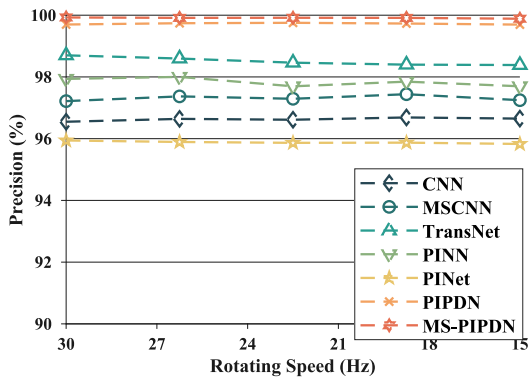 100
98
96
94
92
90
Precision (%)
30
27
24
21
18
15
Rotating Speed (Hz)
CNN
MSCNN
TransNet
PINN
PINet
PIPDN
MS-PIPDN